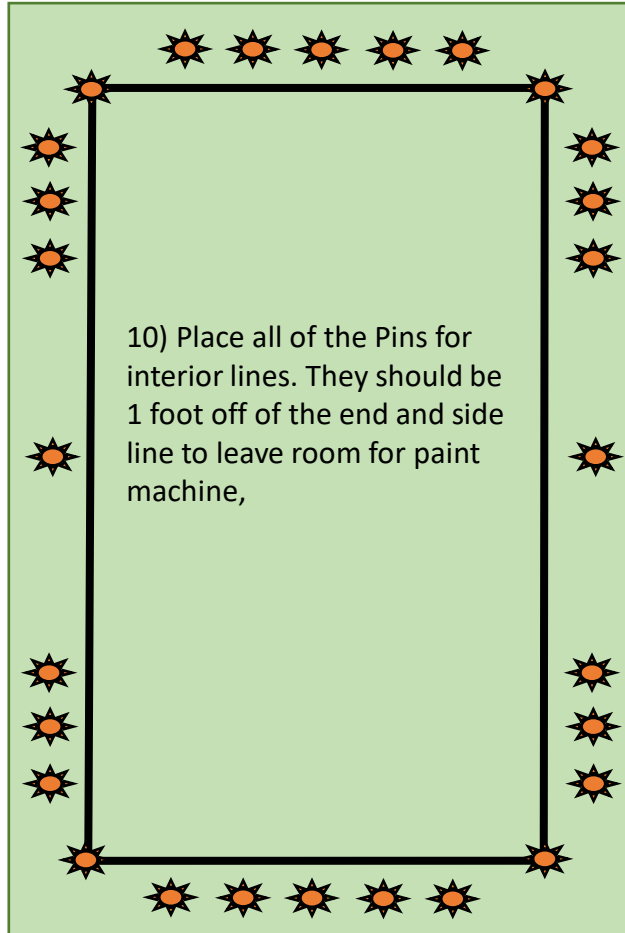 10) Place all of the Pins for
interior lines. They should be
1 foot off of the end and side
line to leave room for paint
machine,